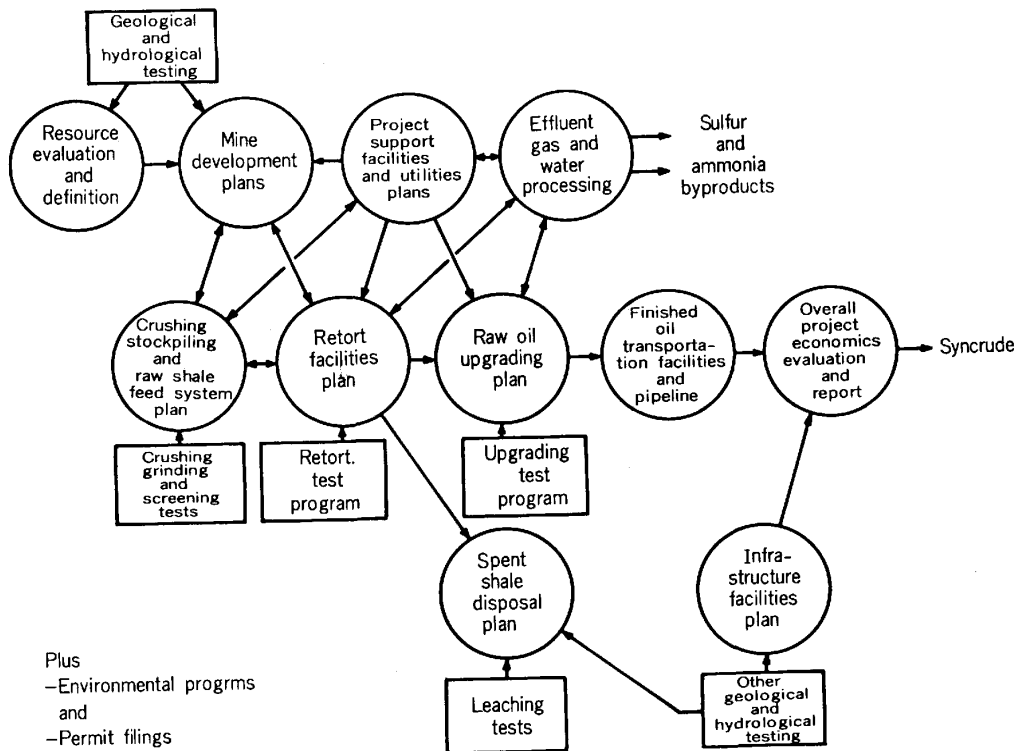 Geological
and
hydrological
testing
Resource
evaluation
and
definition
Mine
development
plans
Project
support
facilities
and utilities
plans
Effluent
gas and
water
processing
Sulfur
and
ammonia
byproducts
Crushing
stockpiling
and
raw shale
feed system
plan
Retort
facilities
plan
Raw oil
upgrading
plan
Finished
oil
transporta-
tion facilities
and
pipeline
Overall
project
economics
evaluation
and
report
Syncrude
Crushing
grinding
and
screening
tests
Retort.
test
program
Upgrading
test
program
Spent
shale
disposal
plan
Infra-
structure
facilities
plan
Leaching
tests
Other
geological
and
hydrological
testing
Plus
–Environmental progrms
and
–Permit filings